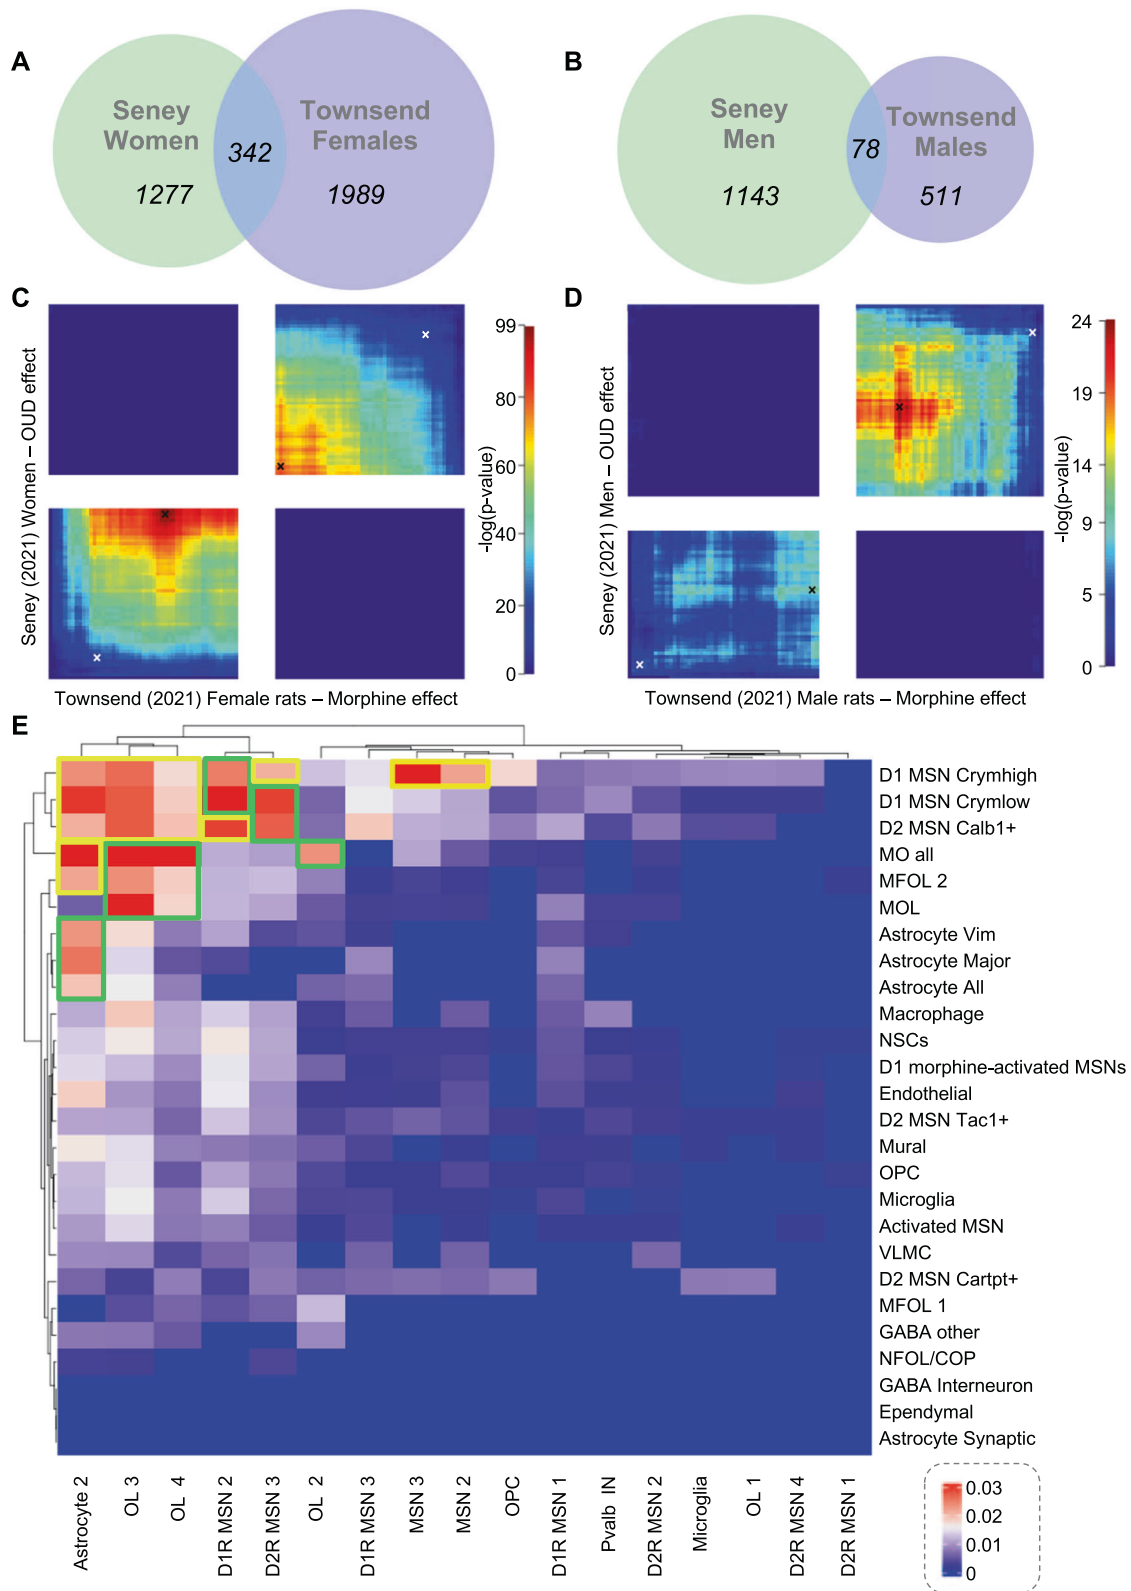 A
Seney
Women
1277
342
Townsend
Females
1989
B
Seney
Men
1143
78
Townsend
Males
511
C
Seney (2021) Women – OUD effect
Townsend (2021) Female rats – Morphine effect
-log(p-value)
99
80
60
40
20
0
D
Seney (2021) Men – OUD effect
Townsend (2021) Male rats – Morphine effect
-log(p-value)
24
19
14
9
5
0
E
D1 MSN Crymhigh
D1 MSN Crymlow
D2 MSN Calb1+
MO all
MFOL 2
MOL
Astrocyte Vim
Astrocyte Major
Astrocyte All
Macrophage
NSCs
D1 morphine-activated MSNs
Endothelial
D2 MSN Tac1+
Mural
OPC
Microglia
Activated MSN
VLMC
D2 MSN Cartpt+
MFOL 1
GABA other
NFOL/COP
GABA Interneuron
Ependymal
Astrocyte Synaptic
Astrocyte 2
OL 3
OL 4
D1R MSN 2
D2R MSN 3
OL 2
D1R MSN 3
MSN 3
MSN 2
OPC
D1R MSN 1
Pvalb IN
D2R MSN 2
Microglia
OL 1
D2R MSN 4
D2R MSN 1
0.03
0.02
0.01
0